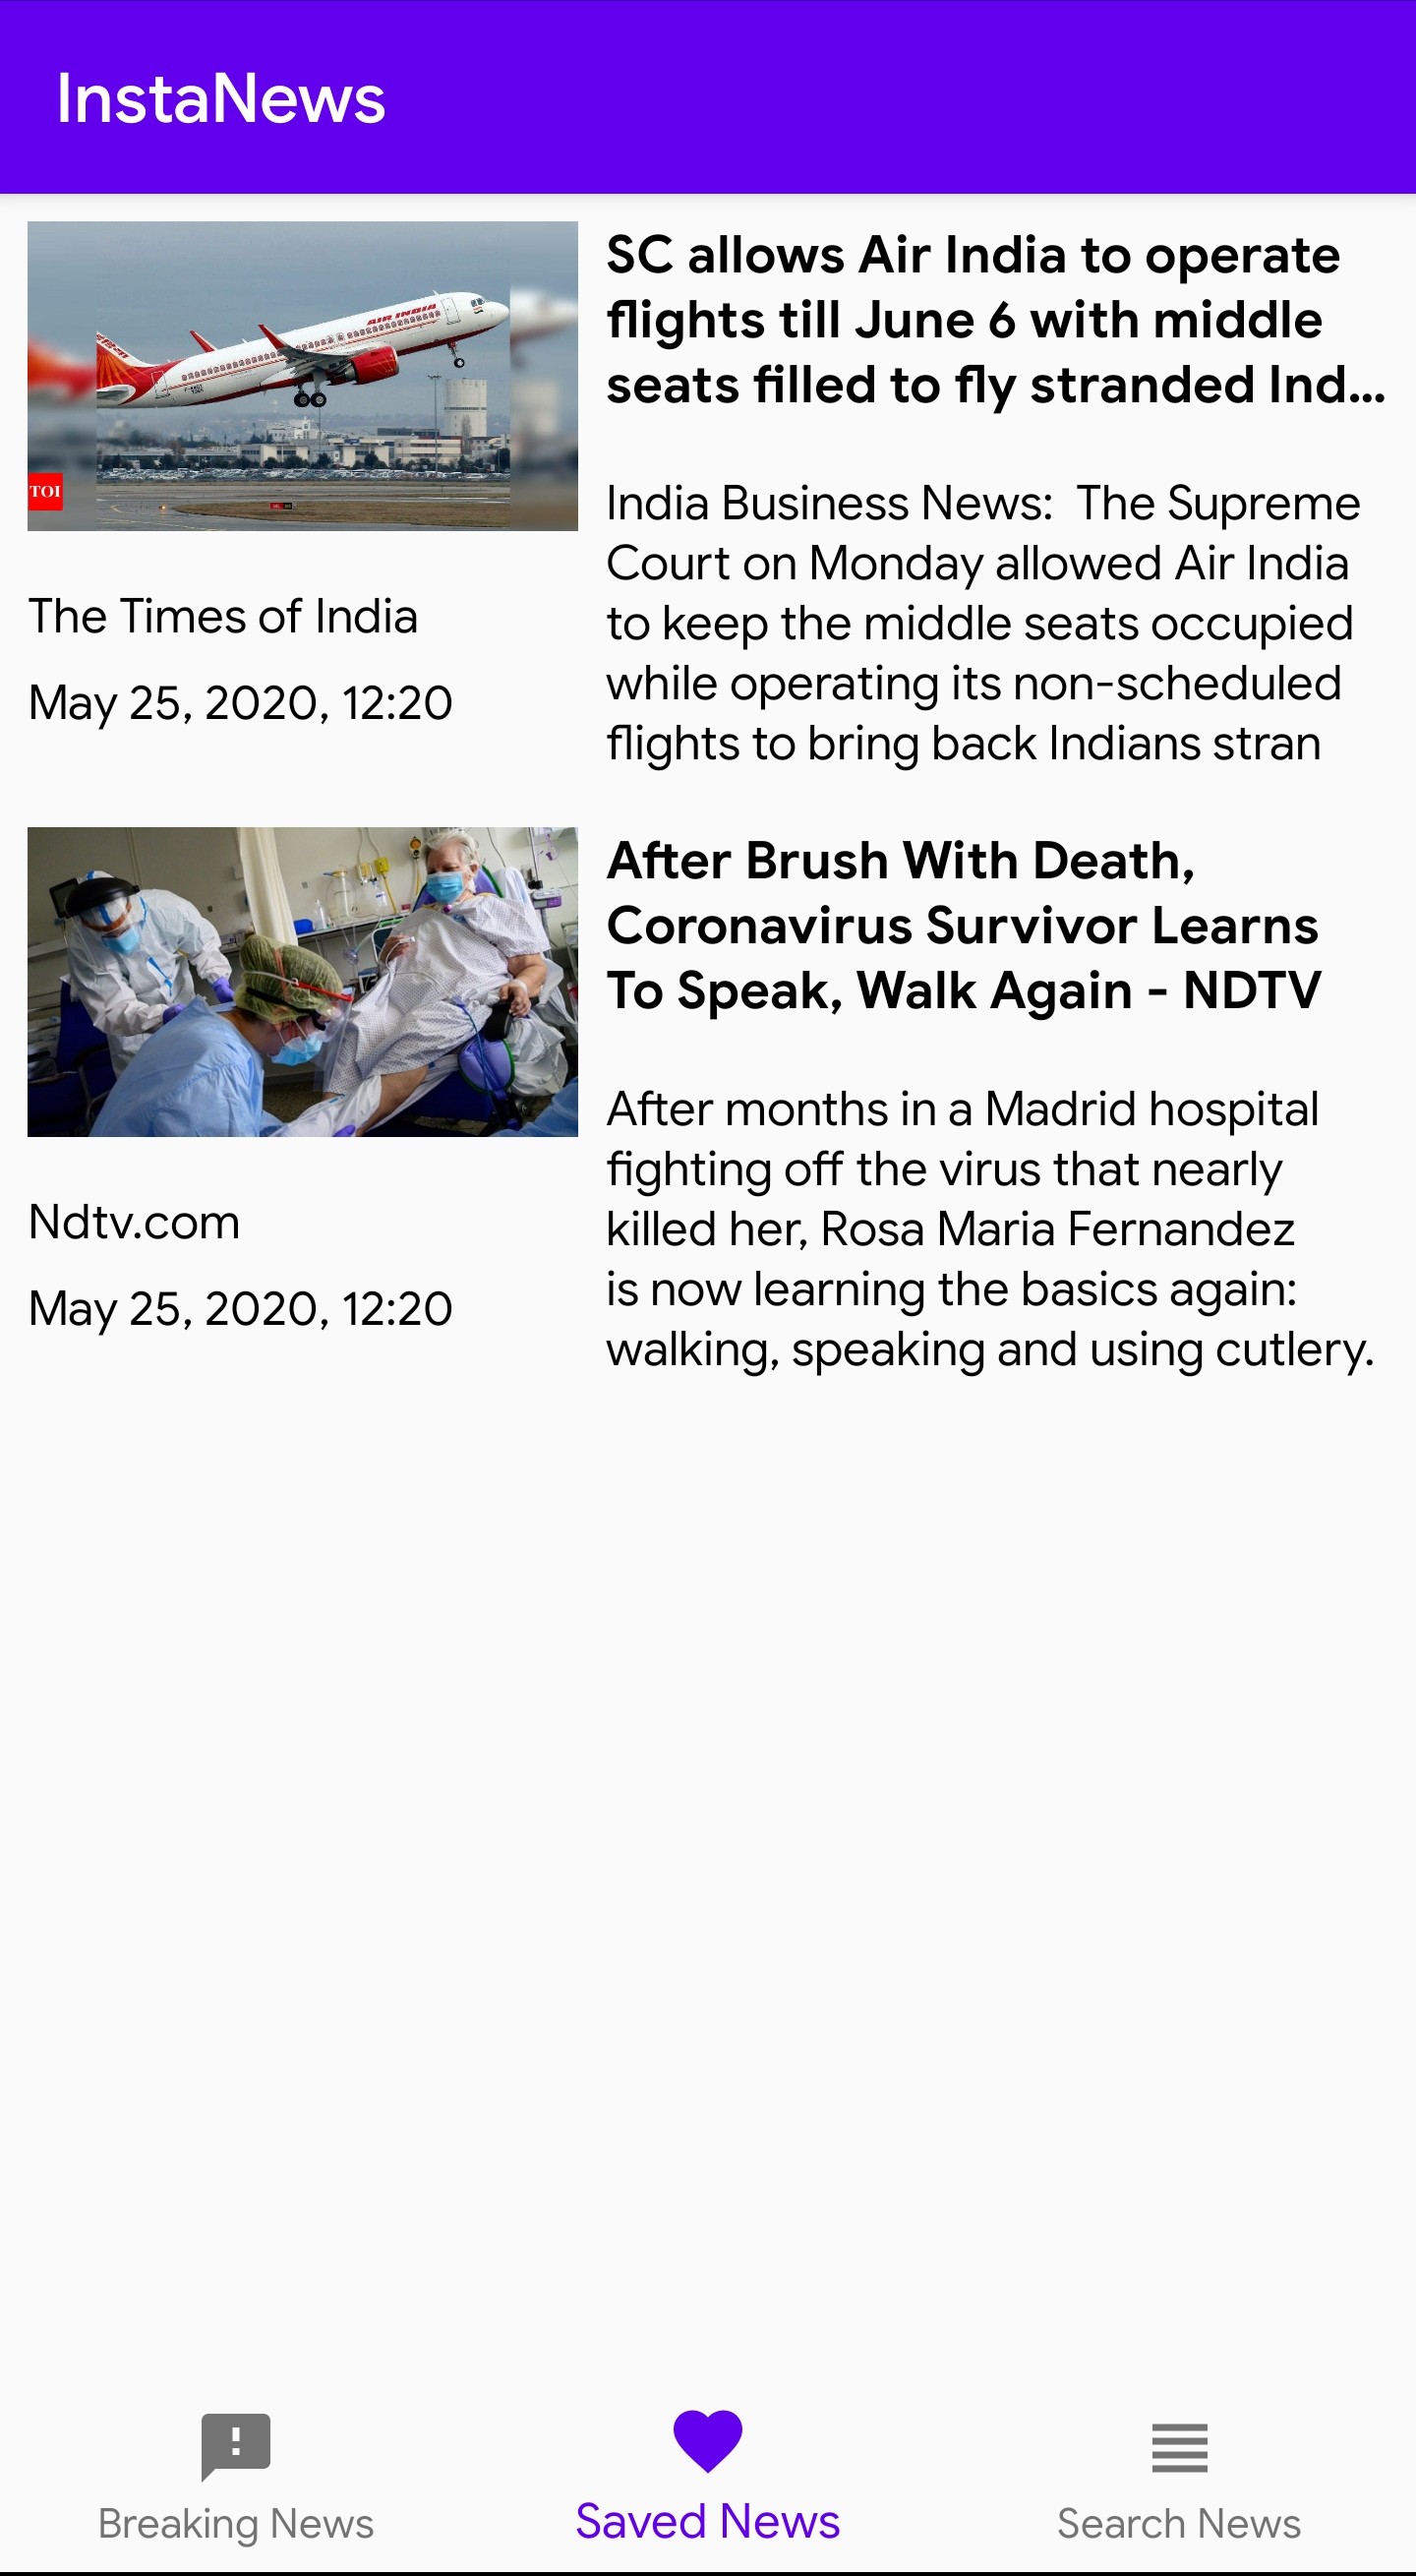 InstaNews
AIR INDIA
TOI
The Times of India
May 25, 2020, 12:20
SC allows Air India to operate
flights till June 6 with middle
seats filled to fly stranded Ind...
India Business News:  The Supreme
Court on Monday allowed Air India
to keep the middle seats occupied
while operating its non-scheduled
flights to bring back Indians stran
Ndtv.com
May 25, 2020, 12:20
After Brush With Death,
Coronavirus Survivor Learns
To Speak, Walk Again - NDTV
After months in a Madrid hospital
fighting off the virus that nearly
killed her, Rosa Maria Fernandez
is now learning the basics again:
walking, speaking and using cutlery.
Breaking News
Saved News
Search News